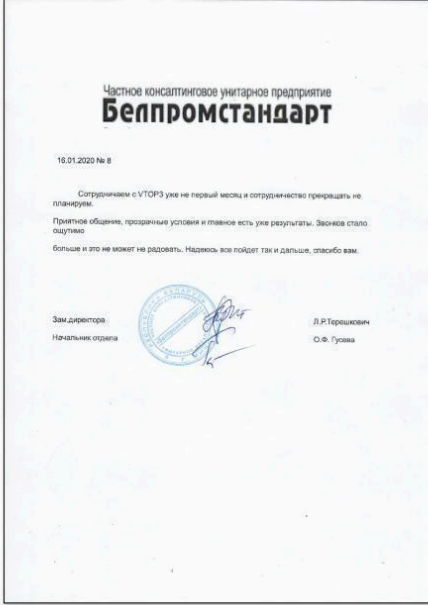 Частное консалтинговое унитарное предприятие
Белпромстандарт
16.01.2020 № 8
Сотрудничаем с VTOP3 уже не первый месяц и сотрудничество прекращать не
планируем.
Приятное общение, прозрачные условия и главное есть уже результаты. Звонков стало
ощутимо
больше и это не может не радовать. Надеюсь все пойдет так и дальше, спасибо вам.
Зам.директора
Л.Р.Терешкович
Начальник отдела
О.Ф. Гусева